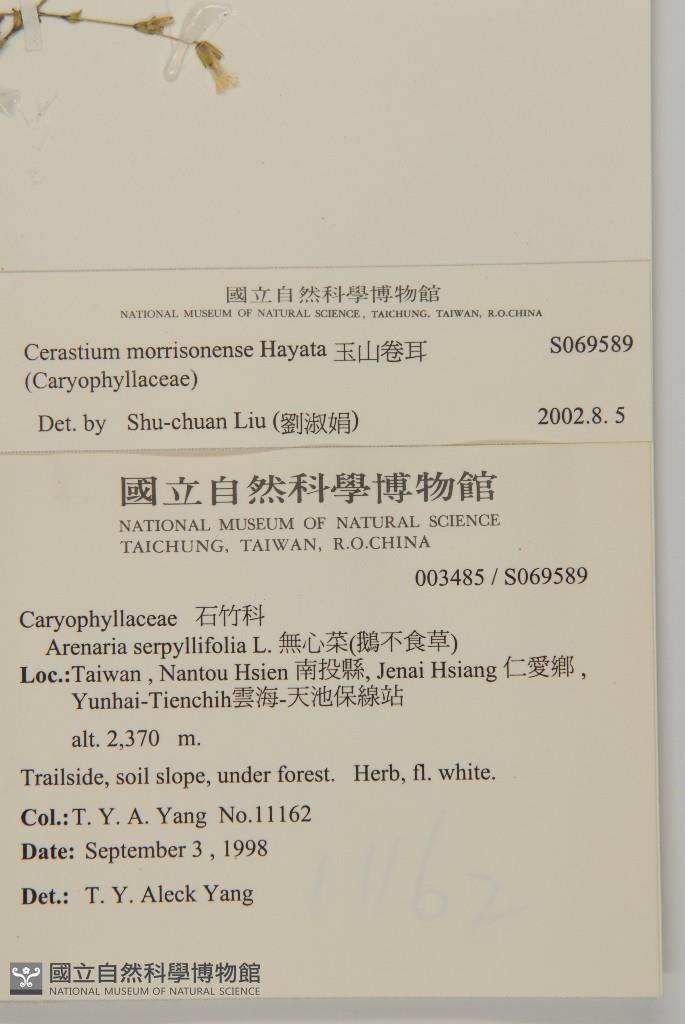 國立自然科學博物館
NATIONAL MUSEUM OF NATURAL SCIENCE, TAICHUNG, TAIWAN, R.O.CHINA
Cerastium morrisonense Hayata 玉山卷耳 S069589
(Caryophyllaceae)
Det. by Shu-chuan Liu (劉淑娟) 2002.8. 5
國立自然科學博物館
NATIONAL MUSEUM OF NATURAL SCIENCE
TAICHUNG, TAIWAN, R.O.CHINA
003485 / S069589
Caryophyllaceae 石竹科
Arenaria serpyllifolia L. 無心菜(鵝不食草)
Loc.:Taiwan , Nantou Hsien 南投縣, Jenai Hsiang 仁愛鄉 ,
Yunhai-Tienchih雲海-天池保線站
alt. 2,370 m.
Trailside, soil slope, under forest. Herb, fl. white.
Col.:T. Y. A. Yang No.11162
Date: September 3 , 1998
11162
Det.: T. Y. Aleck Yang
國立自然科學博物館
NATIONAL MUSEUM OF NATURAL SCIENCE